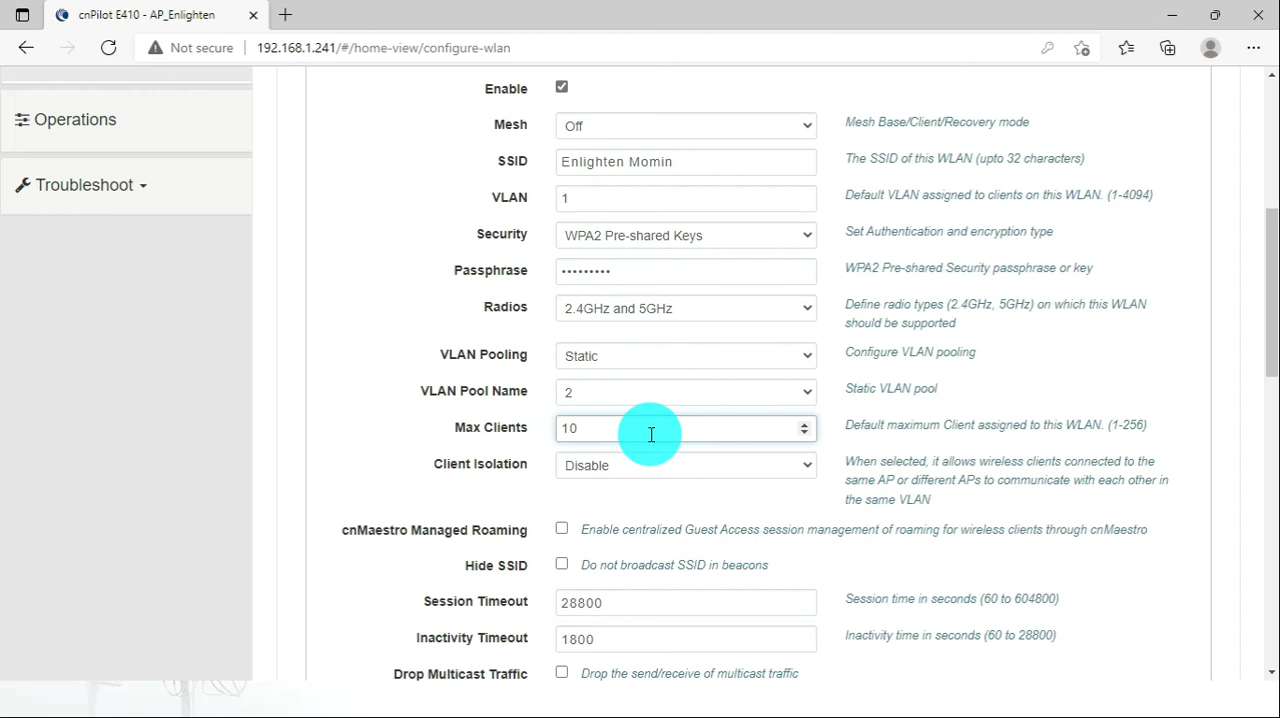 cnPilot E410 - AP_Enlighten
Not secure
192.168.1.241/#/home-view/configure-wlan
Operations
Troubleshoot
Enable
Mesh Off Mesh Base/Client/Recovery mode
SSID Enlighten Momin The SSID of this WLAN (upto 32 characters)
VLAN 1 Default VLAN assigned to clients on this WLAN. (1-4094)
Security WPA2 Pre-shared Keys Set Authentication and encryption type
Passphrase ••••••••• WPA2 Pre-shared Security passphrase or key
Radios 2.4GHz and 5GHz Define radio types (2.4GHz, 5GHz) on which this WLAN
should be supported
VLAN Pooling Static Configure VLAN pooling
VLAN Pool Name 2 Static VLAN pool
Max Clients 10 Default maximum Client assigned to this WLAN. (1-256)
Client Isolation Disable When selected, it allows wireless clients connected to the
same AP or different APs to communicate with each other in
the same VLAN
cnMaestro Managed Roaming Enable centralized Guest Access session management of roaming for wireless clients through cnMaestro
Hide SSID Do not broadcast SSID in beacons
Session Timeout 28800 Session time in seconds (60 to 604800)
Inactivity Timeout 1800 Inactivity time in seconds (60 to 28800)
Drop Multicast Traffic Drop the send/receive of multicast traffic